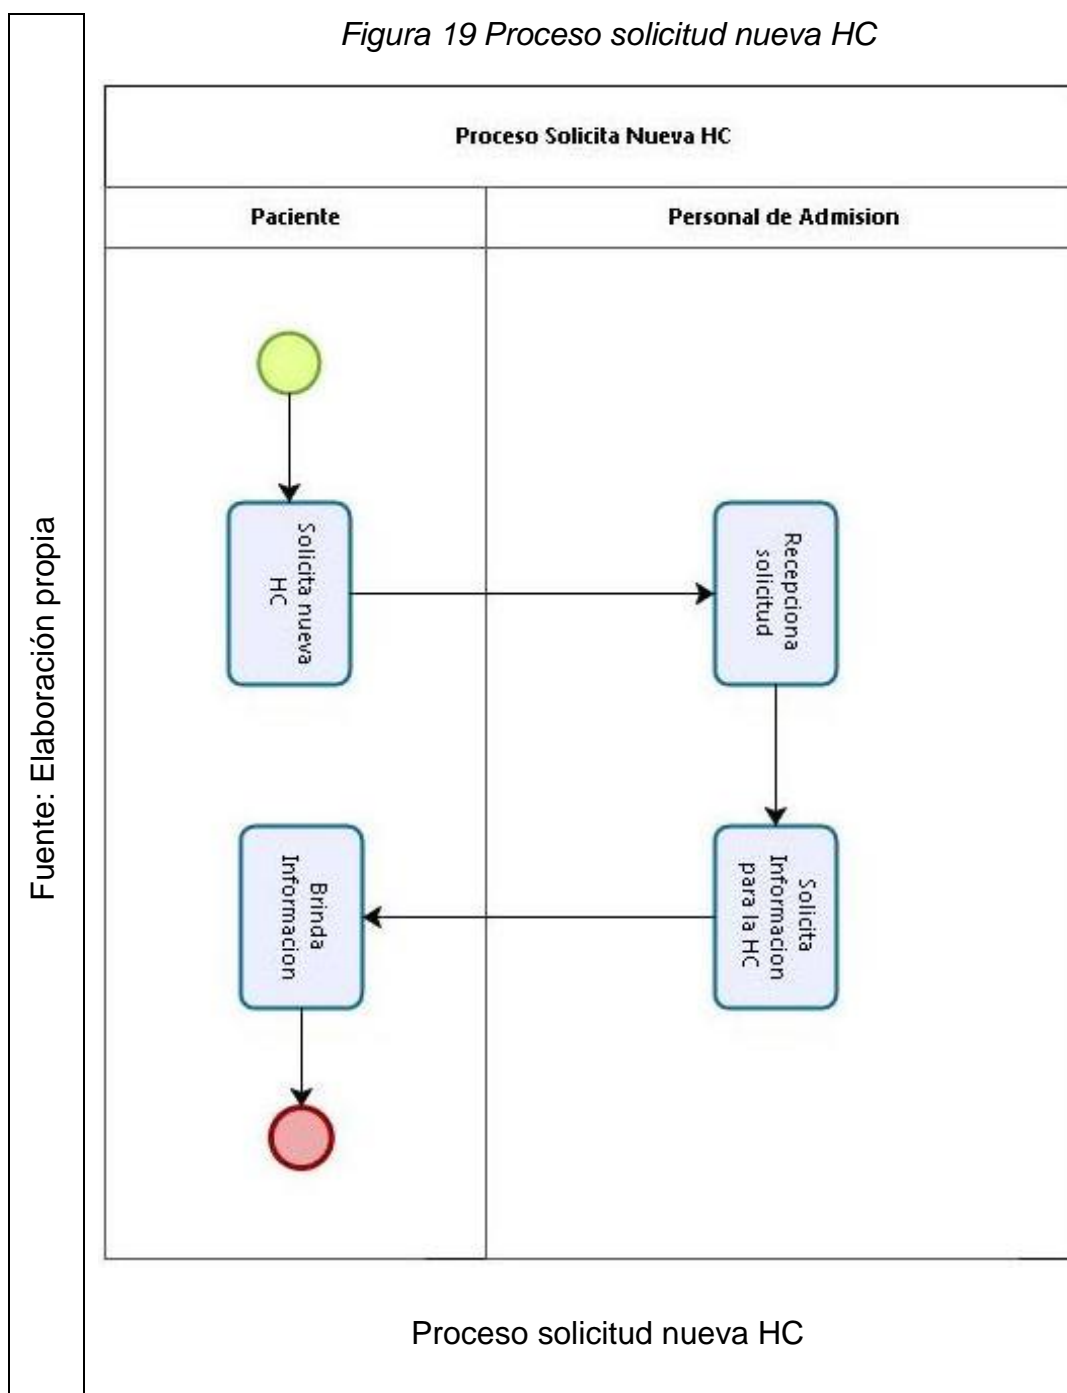 Figura 19 Proceso solicitud nueva HC
Proceso Solicita Nueva HC
Paciente
Personal de Admision
Solicita nueva
HC
Recepciona
solicitud
Solicita
Informacion
para la HC
Brinda
Informacion
Fuente: Elaboración propia
Proceso solicitud nueva HC